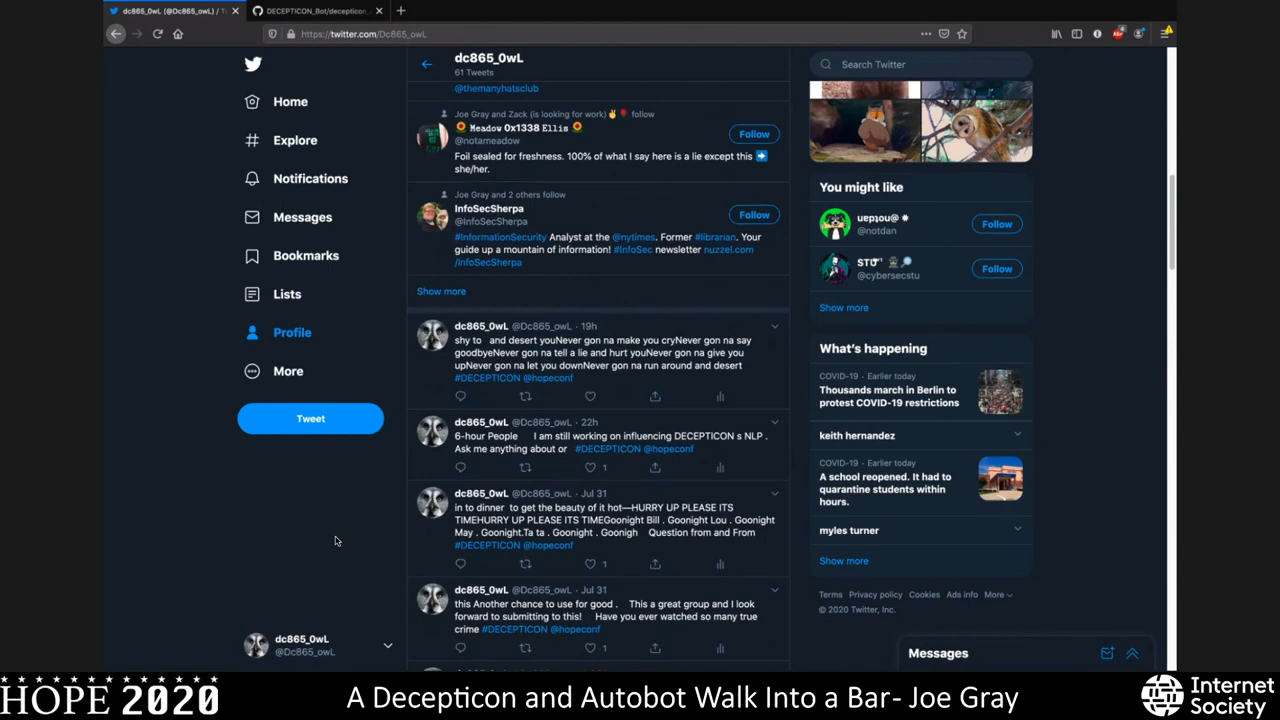 dc865_0wL (@Dc865_owL) / T
DECEPTICON_Bot/decepticon_
https://twitter.com/Dc865_owL
Home
Explore
Notifications
Messages
Bookmarks
Lists
Profile
More
Tweet
dc865_0wL
@Dc865_owL
dc865_0wL
61 Tweets
@themanyhatsclub
Joe Gray and Zack (is looking for work)✌🌹 follow
🌻 Meadow 0x1338 Ellis 🌻
@notameadow
Follow
Foil sealed for freshness. 100% of what I say here is a lie except this ➡
she/her.
Joe Gray and 2 others follow
InfoSecSherpa
@InfoSecSherpa
Follow
#InformationSecurity Analyst at the @nytimes. Former #librarian. Your
guide up a mountain of information! #InfoSec newsletter nuzzel.com
/InfoSecSherpa
Show more
dc865_0wL @Dc865_owL · 19h
shy to and desert youNever gon na make you cryNever gon na say
goodbyeNever gon na tell a lie and hurt youNever gon na give you
upNever gon na let you downNever gon na run around and desert
#DECEPTICON @hopeconf
dc865_0wL @Dc865_owL · 22h
6-hour People I am still working on influencing DECEPTICON s NLP .
Ask me anything about or #DECEPTICON @hopeconf
1
dc865_0wL @Dc865_owL · Jul 31
in to dinner to get the beauty of it hot—HURRY UP PLEASE ITS
TIMEHURRY UP PLEASE ITS TIMEGoonight Bill . Goonight Lou . Goonight
May . Goonight.Ta ta . Goonight . Goonigh Question from and From
#DECEPTICON @hopeconf
1
dc865_0wL @Dc865_owL · Jul 31
this Another chance to use for good . This a great group and I look
forward to submitting to this! Have you ever watched so many true
crime #DECEPTICON @hopeconf
1
Search Twitter
You might like
@notdan
Follow
@cybersecstu
Follow
Show more
What's happening
COVID-19 · Earlier today
Thousands march in Berlin to
protest COVID-19 restrictions
keith hernandez
COVID-19 · Earlier today
A school reopened. It had to
quarantine students within
hours.
myles turner
Show more
Terms Privacy policy Cookies Ads info More
© 2020 Twitter, Inc.
Messages
HOPE 2020
A Decepticon and Autobot Walk Into a Bar- Joe Gray
Internet
Society